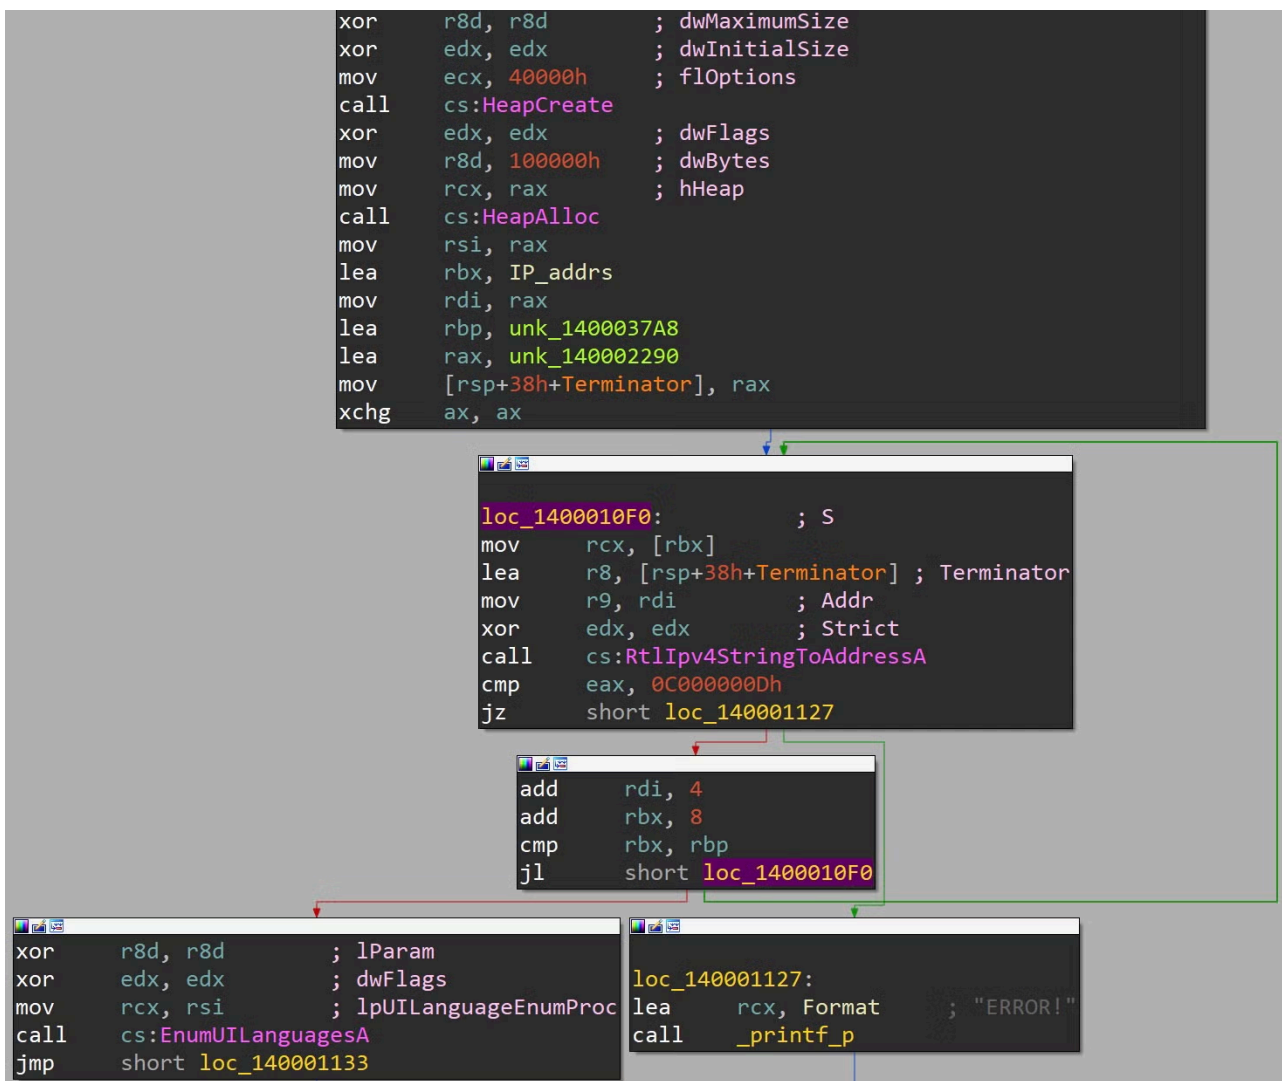 xor r8d, r8d ; dwMaximumSize
xor edx, edx ; dwInitialSize
mov ecx, 40000h ; flOptions
call cs:HeapCreate
xor edx, edx ; dwFlags
mov r8d, 100000h ; dwBytes
mov rcx, rax ; hHeap
call cs:HeapAlloc
mov rsi, rax
lea rbx, IP_addrs
mov rdi, rax
lea rbp, unk_1400037A8
lea rax, unk_140002290
mov [rsp+38h+Terminator], rax
xchg ax, ax
loc_1400010F0: ; S
mov rcx, [rbx]
lea r8, [rsp+38h+Terminator] ; Terminator
mov r9, rdi ; Addr
xor edx, edx ; Strict
call cs:RtlIpv4StringToAddressA
cmp eax, 0C000000Dh
jz short loc_140001127
add rdi, 4
add rbx, 8
cmp rbx, rbp
jl short loc_1400010F0
xor r8d, r8d ; lParam
xor edx, edx ; dwFlags
mov rcx, rsi ; lpUILanguageEnumProc
call cs:EnumUILanguagesA
jmp short loc_140001133
loc_140001127:
lea rcx, Format ; "ERROR!"
call _printf_p